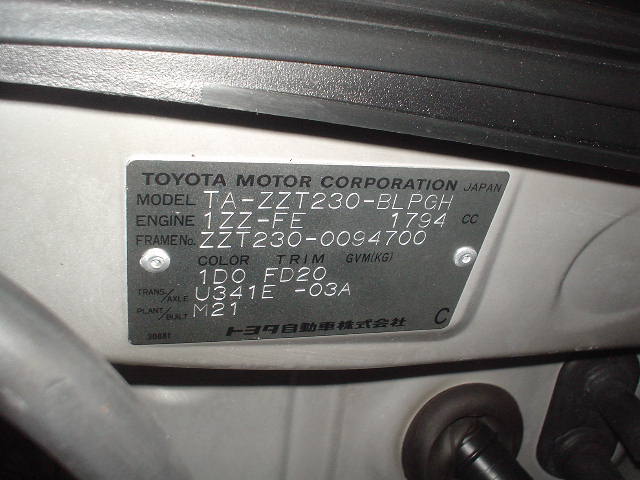 TOYOTA MOTOR CORPORATION JAPAN
MODEL TA-ZZT230-BLPGH
ENGINE 1ZZ-FE 1794 CC
FRAME No. ZZT230-0094700
COLOR TRIM GVM(KG)
1D0 FD20
TRANS/AXLE U341E -03A
PLANT/BUILT M21
トヨタ自動車株式会社 C